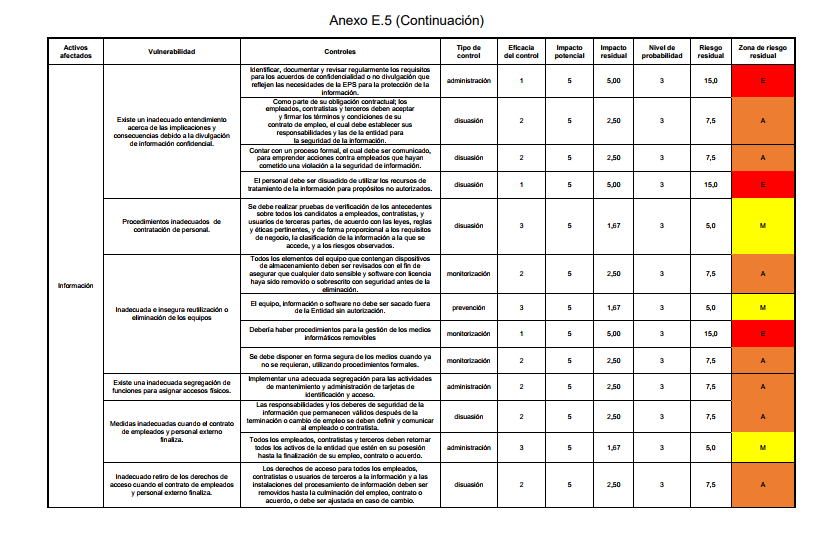 Anexo E.5 (Continuación)
Activos
afectados
Vulnerabilidad
Controles
Tipo de
control
Eficacia
del control
Impacto
potencial
Impacto
residual
Nivel de
probabilidad
Riesgo
residual
Zona de riesgo
residual
Información
Existe un inadecuado entendimiento
acerca de las implicaciones y
consecuencias debido a la divulgación
de información confidencial.
Identificar, documentar y revisar regularmente los requisitos
para los acuerdos de confidencialidad o no divulgación que
reflejen las necesidades de la EPS para la protección de la
información.
administración
1
5
5,00
3
15,0
E
Como parte de su obligación contractual; los
empleados, contratistas y terceros deben aceptar
y firmar los términos y condiciones de su
contrato de empleo, el cual debe establecer sus
responsabilidades y las de la entidad para
la seguridad de la información.
disuasión
2
5
2,50
3
7,5
A
Contar con un proceso formal, el cual debe ser comunicado,
para emprender acciones contra empleados que hayan
cometido una violación a la seguridad de información.
disuasión
2
5
2,50
3
7,5
A
El personal debe ser disuadido de utilizar los recursos de
tratamiento de la información para propósitos no autorizados.
disuasión
1
5
5,00
3
15,0
E
Procedimientos inadecuados de
contratación de personal.
Se debe realizar pruebas de verificación de los antecedentes
sobre todos los candidatos a empleados, contratistas, y
usuarios de terceras partes, de acuerdo con las leyes, reglas
y éticas pertinentes, y de forma proporcional a los requisitos
de negocio, la clasificación de la información a la que se
accede, y a los riesgos observados.
disuasión
3
5
1,67
3
5,0
M
Inadecuada e insegura reutilización o
eliminación de los equipos
Todos los elementos del equipo que contengan dispositivos
de almacenamiento deben ser revisados con el fin de
asegurar que cualquier dato sensible y software con licencia
haya sido removido o sobrescrito con seguridad antes de la
eliminación.
monitorización
2
5
2,50
3
7,5
A
El equipo, información o software no debe ser sacado fuera
de la Entidad sin autorización.
prevención
3
5
1,67
3
5,0
M
Debería haber procedimientos para la gestión de los medios
informáticos removibles
monitorización
1
5
5,00
3
15,0
E
Se debe disponer en forma segura de los medios cuando ya
no se requieran, utilizando procedimientos formales.
monitorización
2
5
2,50
3
7,5
A
Existe una inadecuada segregación de
funciones para asignar accesos físicos.
Implementar una adecuada segregación para las actividades
de mantenimiento y administración de tarjetas de
identificación y acceso.
administración
2
5
2,50
3
7,5
A
Medidas inadecuadas cuando el contrato
de empleados y personal externo
finaliza.
Las responsabilidades y los deberes de seguridad de la
información que permanecen válidos después de la
terminación o cambio de empleo se deben definir y comunicar
al empleado o contratista.
disuasión
2
5
2,50
3
7,5
A
Todos los empleados, contratistas y terceros deben retornar
todos los activos de la entidad que estén en su posesión
hasta la finalización de su empleo, contrato o acuerdo.
administración
3
5
1,67
3
5,0
M
Inadecuado retiro de los derechos de
acceso cuando el contrato de empleados
y personal externo finaliza.
Los derechos de acceso para todos los empleados,
contratistas o usuarios de terceros a la información y a las
instalaciones del procesamiento de información deben ser
removidos hasta la culminación del empleo, contrato o
acuerdo, o debe ser ajustada en caso de cambio.
disuasión
2
5
2,50
3
7,5
A